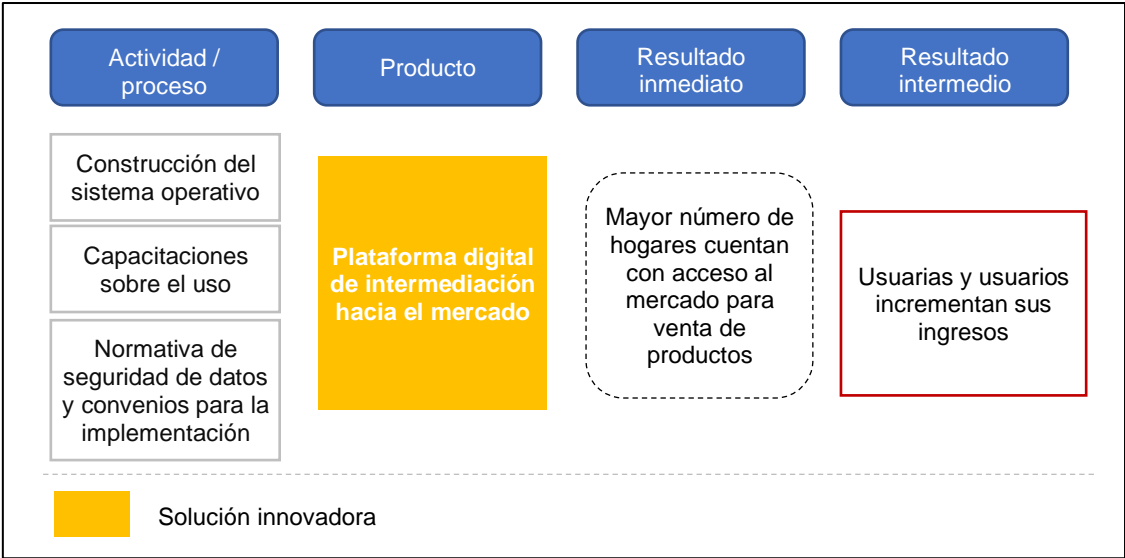 Actividad /
proceso
Producto
Resultado
inmediato
Resultado
intermedio
Construcción del
sistema operativo
Capacitaciones
sobre el uso
Normativa de
seguridad de datos
y convenios para la
implementación
Plataforma digital
de intermediación
hacia el mercado
Mayor número de
hogares cuentan
con acceso al
mercado para
venta de
productos
Usuarias y usuarios
incrementan sus
ingresos
Solución innovadora